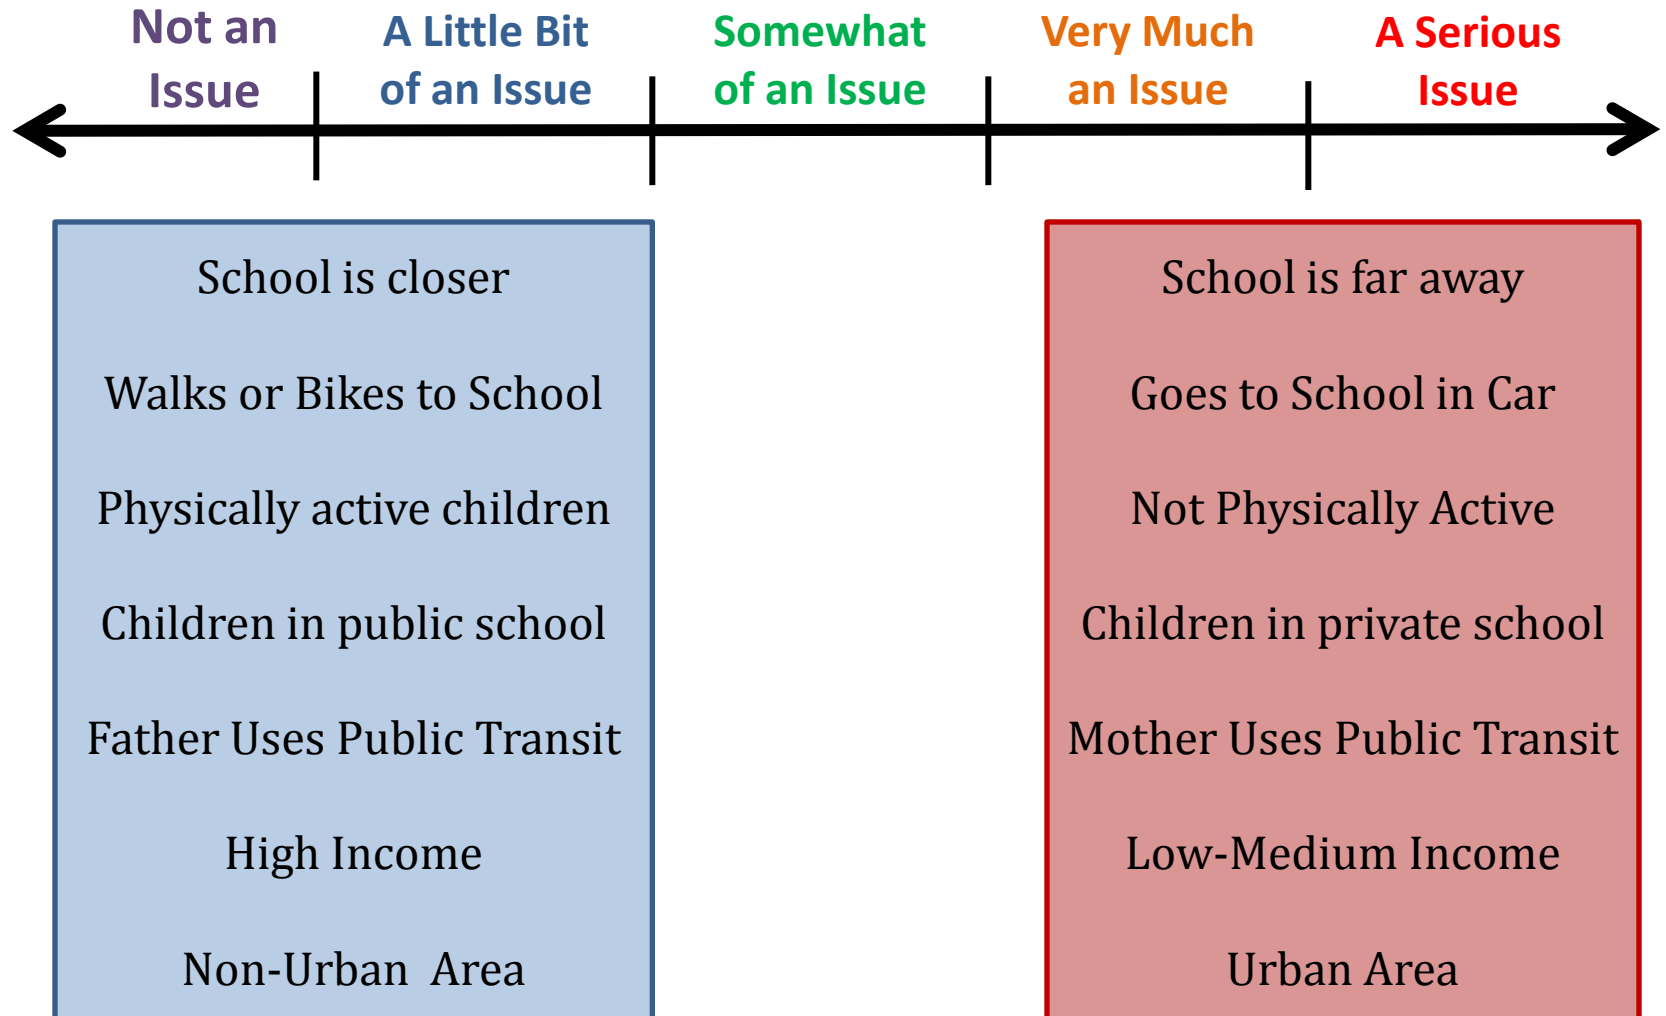 Not an
Issue
A Little Bit
of an Issue
Somewhat
of an Issue
Very Much
an Issue
A Serious
Issue
School is closer
Walks or Bikes to School
Physically active children
Children in public school
Father Uses Public Transit
High Income
Non-Urban  Area
School is far away
Goes to School in Car
Not Physically Active
Children in private school
Mother Uses Public Transit
Low-Medium Income
Urban Area